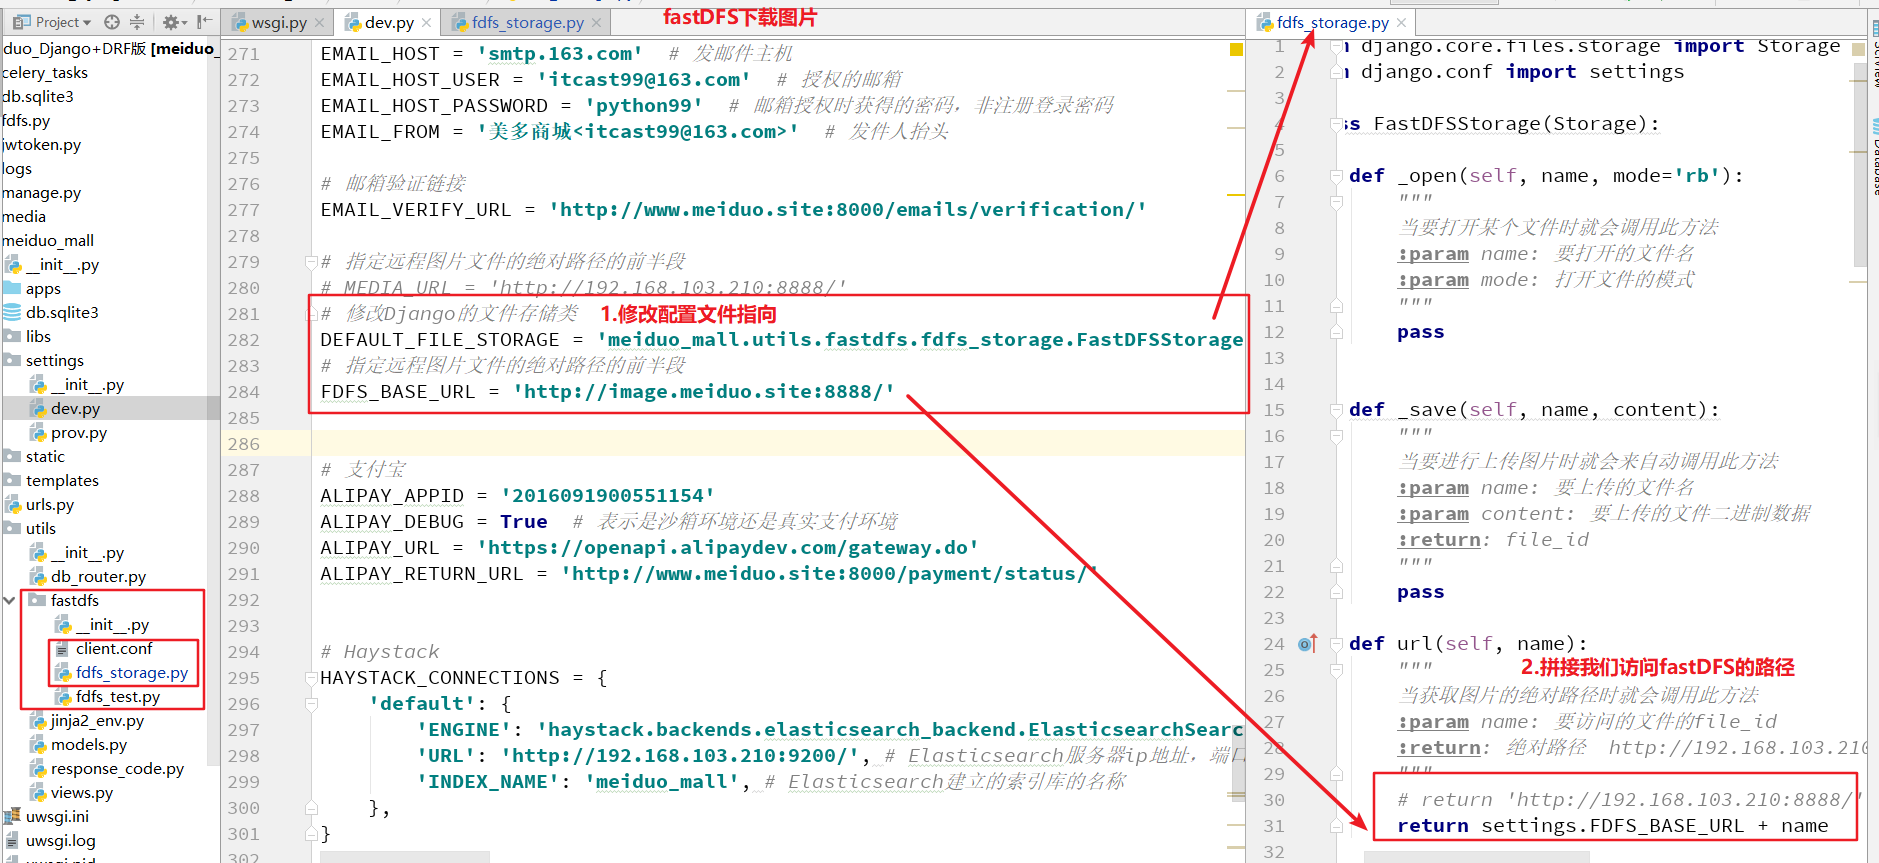 Project
wsgi.py
dev.py
fdfs_storage.py
fastDFS下载图片
fdfs_storage.py
duo_Django+DRF版 [meiduo_
celery_tasks
db.sqlite3
fdfs.py
jwtoken.py
logs
manage.py
media
meiduo_mall
__init__.py
apps
db.sqlite3
libs
settings
__init__.py
dev.py
prov.py
static
templates
urls.py
utils
__init__.py
db_router.py
fastdfs
__init__.py
client.conf
fdfs_storage.py
fdfs_test.py
jinja2_env.py
models.py
response_code.py
views.py
uwsgi.ini
uwsgi.log
271 EMAIL_HOST = 'smtp.163.com'  # 发邮件主机
272 EMAIL_HOST_USER = 'itcast99@163.com'  # 授权的邮箱
273 EMAIL_HOST_PASSWORD = 'python99'  # 邮箱授权时获得的密码，非注册登录密码
274 EMAIL_FROM = '美多商城<itcast99@163.com>'  # 发件人抬头
275
276 # 邮箱验证链接
277 EMAIL_VERIFY_URL = 'http://www.meiduo.site:8000/emails/verification/'
278
279 # 指定远程图片文件的绝对路径的前半段
280 # MEDIA_URL = 'http://192.168.103.210:8888/'
281 # 修改Django的文件存储类 1.修改配置文件指向
282 DEFAULT_FILE_STORAGE = 'meiduo_mall.utils.fastdfs.fdfs_storage.FastDFSStorage
283 # 指定远程图片文件的绝对路径的前半段
284 FDFS_BASE_URL = 'http://image.meiduo.site:8888/'
285
286
287 # 支付宝
288 ALIPAY_APPID = '2016091900551154'
289 ALIPAY_DEBUG = True  # 表示是沙箱环境还是真实支付环境
290 ALIPAY_URL = 'https://openapi.alipaydev.com/gateway.do'
291 ALIPAY_RETURN_URL = 'http://www.meiduo.site:8000/payment/status/'
292
293
294 # Haystack
295 HAYSTACK_CONNECTIONS = {
296 'default': {
297 'ENGINE': 'haystack.backends.elasticsearch_backend.ElasticsearchSearc
298 'URL': 'http://192.168.103.210:9200/', # Elasticsearch服务器ip地址，端口
299 'INDEX_NAME': 'meiduo_mall', # Elasticsearch建立的索引库的名称
300 },
301 }
302
1 django.core.files.storage import Storage
2 django.conf import settings
3
4 ss FastDFSStorage(Storage):
5
6 def _open(self, name, mode='rb'):
7 """
8 当要打开某个文件时就会调用此方法
9 :param name: 要打开的文件名
10 :param mode: 打开文件的模式
11 """
12 pass
13
14
15 def _save(self, name, content):
16 """
17 当要进行上传图片时就会来自动调用此方法
18 :param name: 要上传的文件名
19 :param content: 要上传的文件二进制数据
20 :return: file_id
21 """
22 pass
23
24 def url(self, name):
25 """ 2.拼接我们访问fastDFS的路径
26 当获取图片的绝对路径时就会调用此方法
27 :param name: 要访问的文件的file_id
28 :return: 绝对路径  http://192.168.103.210
29 """
30 # return 'http://192.168.103.210:8888/'
31 return settings.FDFS_BASE_URL + name
32
Database